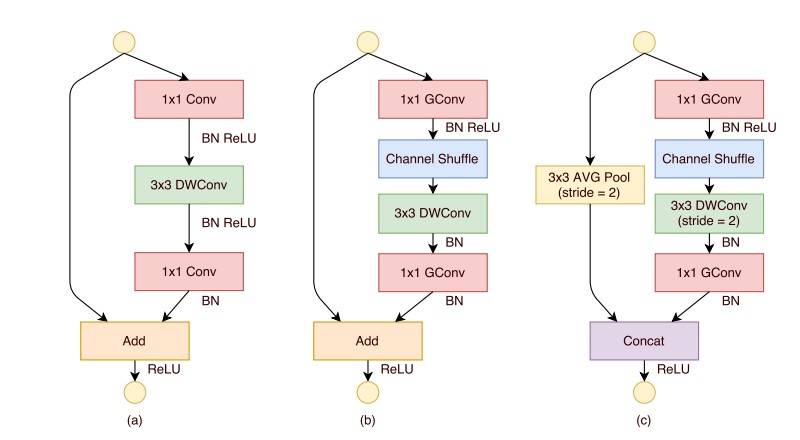 1x1 Conv
BN ReLU
3x3 DWConv
BN ReLU
1x1 Conv
BN
Add
ReLU
(a)
1x1 GConv
BN ReLU
Channel Shuffle
3x3 DWConv
BN
1x1 GConv
BN
Add
ReLU
(b)
3x3 AVG Pool
(stride = 2)
1x1 GConv
BN ReLU
Channel Shuffle
3x3 DWConv
(stride = 2)
BN
1x1 GConv
BN
Concat
ReLU
(c)